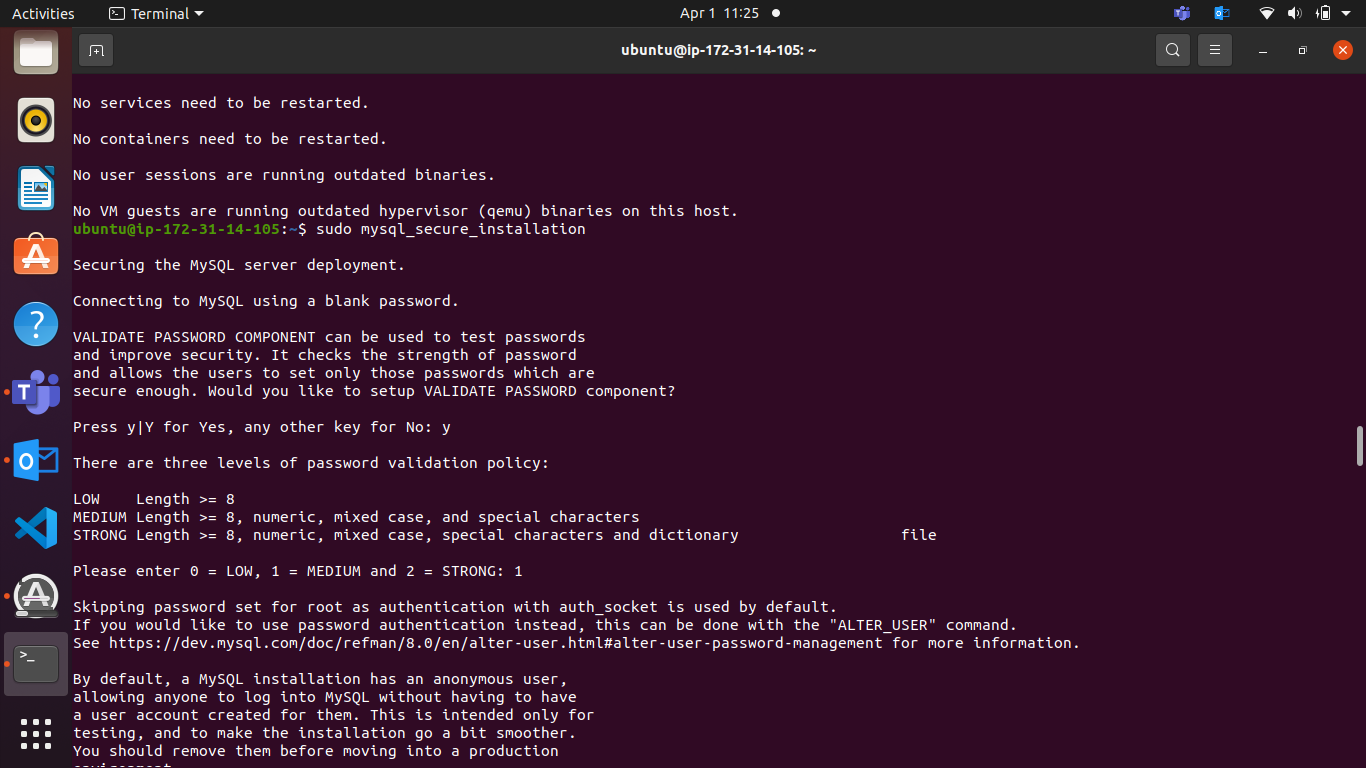 Activities
Terminal
Apr 1 11:25
ubuntu@ip-172-31-14-105: ~
No services need to be restarted.
No containers need to be restarted.
No user sessions are running outdated binaries.
No VM guests are running outdated hypervisor (qemu) binaries on this host.
ubuntu@ip-172-31-14-105:~$ sudo mysql_secure_installation
Securing the MySQL server deployment.
Connecting to MySQL using a blank password.
VALIDATE PASSWORD COMPONENT can be used to test passwords
and improve security. It checks the strength of password
and allows the users to set only those passwords which are
secure enough. Would you like to setup VALIDATE PASSWORD component?
Press y|Y for Yes, any other key for No: y
There are three levels of password validation policy:
LOW    Length >= 8
MEDIUM Length >= 8, numeric, mixed case, and special characters
STRONG Length >= 8, numeric, mixed case, special characters and dictionary                  file
Please enter 0 = LOW, 1 = MEDIUM and 2 = STRONG: 1
Skipping password set for root as authentication with auth_socket is used by default.
If you would like to use password authentication instead, this can be done with the "ALTER_USER" command.
See https://dev.mysql.com/doc/refman/8.0/en/alter-user.html#alter-user-password-management for more information.
By default, a MySQL installation has an anonymous user,
allowing anyone to log into MySQL without having to have
a user account created for them. This is intended only for
testing, and to make the installation go a bit smoother.
You should remove them before moving into a production